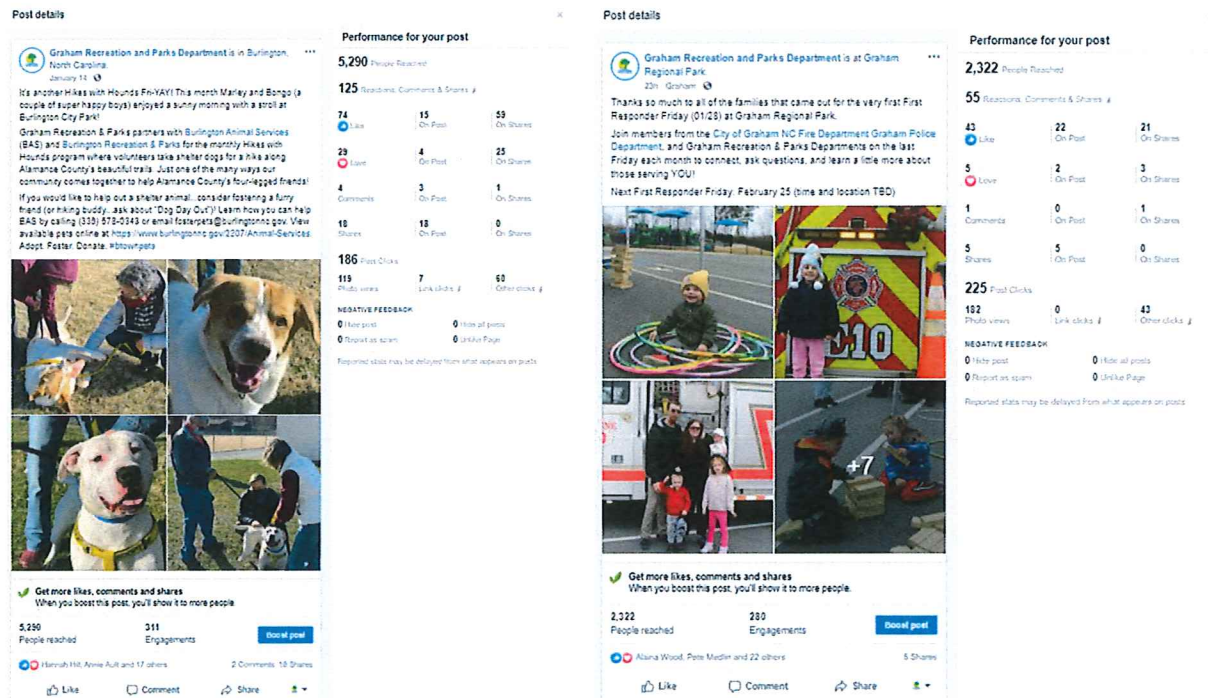 Post details
Graham Recreation and Parks Department is in Burlington,
North Carolina.
January 14
It's another Hikes with Hounds Fri-YAY! This month Marley and Bongo (a
couple of super happy boys) enjoyed a sunny morning with a stroll at
Burlington City Park!
Graham Recreation & Parks partners with Burlington Animal Services
(BAS) and Burlington Recreation & Parks for the monthly Hikes with
Hounds program where volunteers take shelter dogs for a hike along
Alamance County's beautiful trails. Just one of the many ways our
community comes together to help Alamance County's four-legged friends!
If you would like to help out a shelter animal...consider fostering a furry
friend (or hiking buddy...ask about "Dog Day Out")! Learn how you can help
BAS by calling (336) 578-0343 or email fosterpets@burlingtonnc.gov. View
available pets online at https://www.burlingtonnc.gov/2307/Animal-Services.
Adopt. Foster. Donate. #btownpets
Get more likes, comments and shares
When you boost this post, you'll show it to more people.
5,290 311
People reached Engagements
Boost post
Hannah Hill, Annie Ault and 17 others 2 Comments 18 Shares
Like Comment Share
Performance for your post
5,290 People Reached
125 Reactions, Comments & Shares
74 15 59
Like On Post On Shares
29 4 25
Love On Post On Shares
4 3 1
Comments On Post On Shares
18 18 0
Shares On Post On Shares
186 Post Clicks
119 7 60
Photo views Link clicks Other clicks
NEGATIVE FEEDBACK
0 Hide post 0 Hide all posts
0 Report as spam 0 Unlike Page
Reported stats may be delayed from what appears on posts
Post details
Graham Recreation and Parks Department is at Graham
Regional Park
23h Graham
Thanks so much to all of the families that came out for the very first First
Responder Friday (01/28) at Graham Regional Park.
Join members from the City of Graham NC Fire Department Graham Police
Department, and Graham Recreation & Parks Departments on the last
Friday each month to connect, ask questions, and learn a little more about
those serving YOU!
Next First Responder Friday: February 25 (time and location TBD)
E10
+7
Get more likes, comments and shares
When you boost this post, you'll show it to more people.
2,322 280
People reached Engagements
Boost post
Alaina Wood, Pete Medlin and 22 others 5 Shares
Like Comment Share
Performance for your post
2,322 People Reached
55 Reactions, Comments & Shares
43 22 21
Like On Post On Shares
5 2 3
Love On Post On Shares
1 0 1
Comments On Post On Shares
5 5 0
Shares On Post On Shares
225 Post Clicks
182 0 43
Photo views Link clicks Other clicks
NEGATIVE FEEDBACK
0 Hide post 0 Hide all posts
0 Report as spam 0 Unlike Page
Reported stats may be delayed from what appears on posts